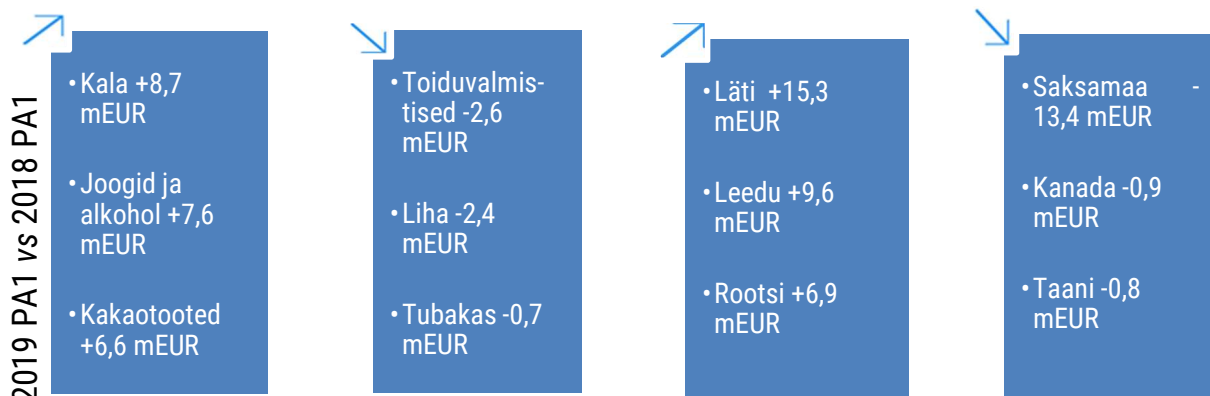 2019 PA1 vs 2018 PA1
•Kala +8,7
mEUR
•Joogid ja
alkohol +7,6
mEUR
•Kakaotooted
+6,6 mEUR
•Toiduvalmis-
tised -2,6
mEUR
•Liha -2,4
mEUR
•Tubakas -0,7
mEUR
•Läti +15,3
mEUR
•Leedu +9,6
mEUR
•Rootsi +6,9
mEUR
•Saksamaa -
13,4 mEUR
•Kanada -0,9
mEUR
•Taani -0,8
mEUR